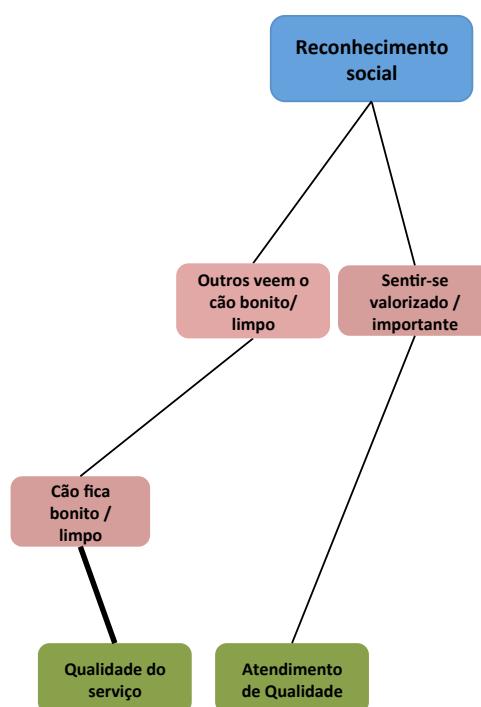 Reconhecimento
social
Outros veem o
cão bonito/
limpo
Sentir-se
valorizado /
importante
Cão fica
bonito /
limpo
Qualidade do
serviço
Atendimento
de Qualidade